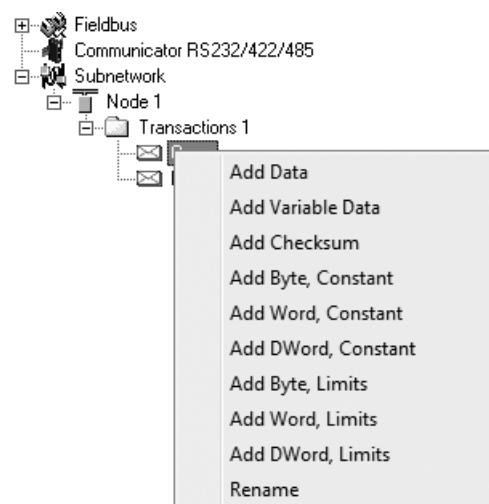 Fieldbus
Communicator RS232/422/485
Subnetwork
Node 1
Transactions 1
Add Data
Add Variable Data
Add Checksum
Add Byte, Constant
Add Word, Constant
Add DWord, Constant
Add Byte, Limits
Add Word, Limits
Add DWord, Limits
Rename